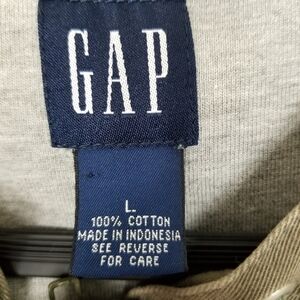 GAP
L.
100% COTTON
MADE IN INDONESIA
SEE REVERSE
FOR CARE